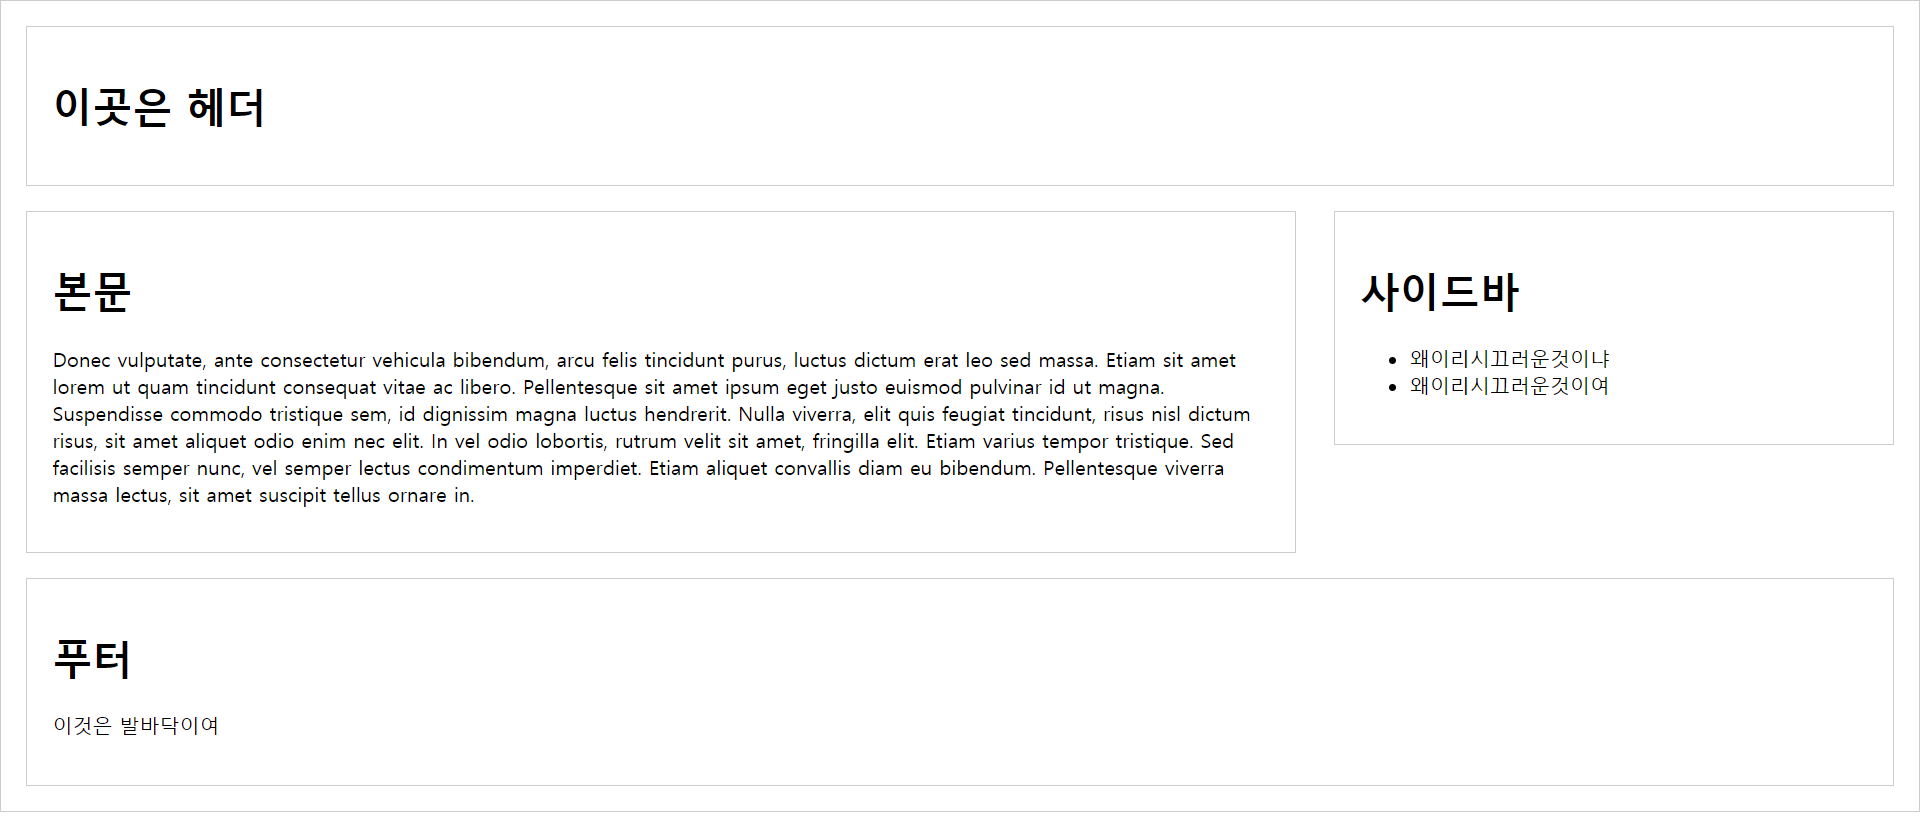 이곳은 헤더
본문
Donec vulputate, ante consectetur vehicula bibendum, arcu felis tincidunt purus, luctus dictum erat leo sed massa. Etiam sit amet
lorem ut quam tincidunt consequat vitae ac libero. Pellentesque sit amet ipsum eget justo euismod pulvinar id ut magna.
Suspendisse commodo tristique sem, id dignissim magna luctus hendrerit. Nulla viverra, elit quis feugiat tincidunt, risus nisl dictum
risus, sit amet aliquet odio enim nec elit. In vel odio lobortis, rutrum velit sit amet, fringilla elit. Etiam varius tempor tristique. Sed
facilisis semper nunc, vel semper lectus condimentum imperdiet. Etiam aliquet convallis diam eu bibendum. Pellentesque viverra
massa lectus, sit amet suscipit tellus ornare in.
사이드바
왜이리시끄러운것이냐
왜이리시끄러운것이여
푸터
이것은 발바닥이여